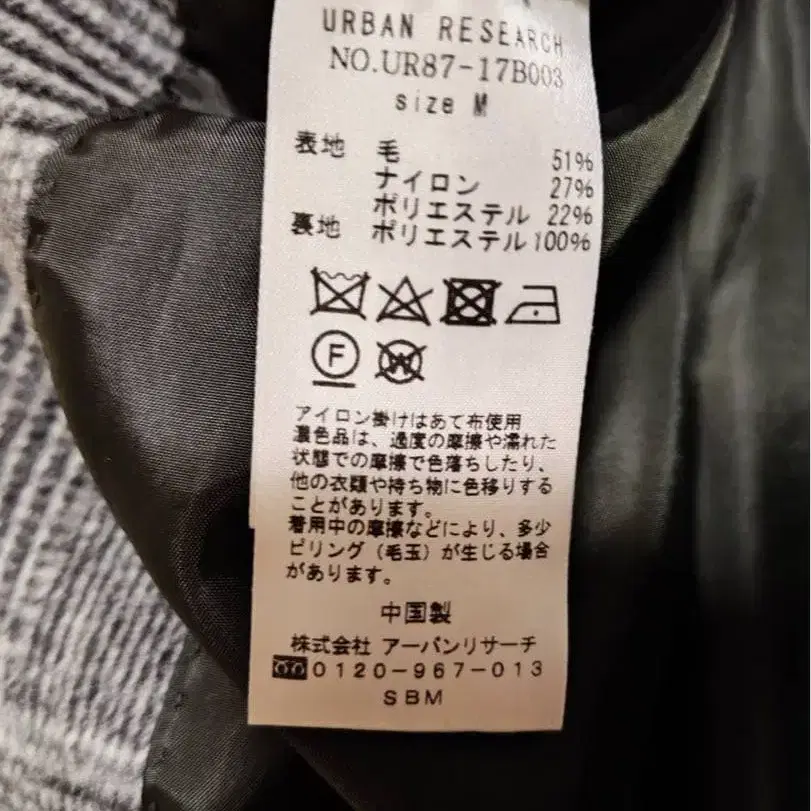 URBAN RESEARCH
NO.UR87-17B003
size M
表地 毛 51%
ナイロン 27%
ポリエステル 22%
裏地 ポリエステル 100%
F
W
アイロン掛けはあて布使用
濃色品は、過度の摩擦や濡れた
状態での摩擦で色落ちしたり、
他の衣類や持ち物に色移りする
ことがあります。
着用中の摩擦などにより、多少
ピリング（毛玉）が生じる場合
があります。
中国製
株式会社 アーバンリサーチ
0120-967-013
SBM